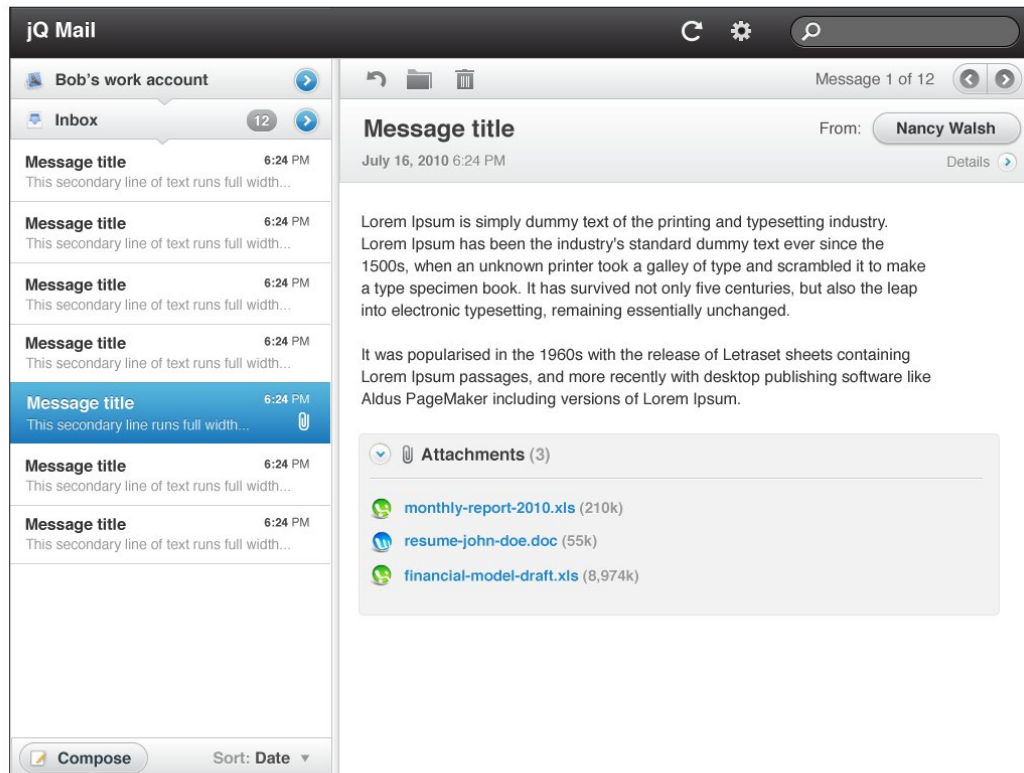 jQ Mail
Bob's work account
Inbox 12
Message title 6:24 PM
This secondary line of text runs full width...
Message title 6:24 PM
This secondary line of text runs full width...
Message title 6:24 PM
This secondary line of text runs full width...
Message title 6:24 PM
This secondary line of text runs full width...
Message title 6:24 PM
This secondary line runs full width...
Message title 6:24 PM
This secondary line of text runs full width...
Message title 6:24 PM
This secondary line of text runs full width...
Compose Sort: Date
Message 1 of 12
Message title From: Nancy Walsh
July 16, 2010 6:24 PM Details
Lorem Ipsum is simply dummy text of the printing and typesetting industry.
Lorem Ipsum has been the industry's standard dummy text ever since the
1500s, when an unknown printer took a galley of type and scrambled it to make
a type specimen book. It has survived not only five centuries, but also the leap
into electronic typesetting, remaining essentially unchanged.
It was popularised in the 1960s with the release of Letraset sheets containing
Lorem Ipsum passages, and more recently with desktop publishing software like
Aldus PageMaker including versions of Lorem Ipsum.
Attachments (3)
monthly-report-2010.xls (210k)
resume-john-doe.doc (55k)
financial-model-draft.xls (8,974k)